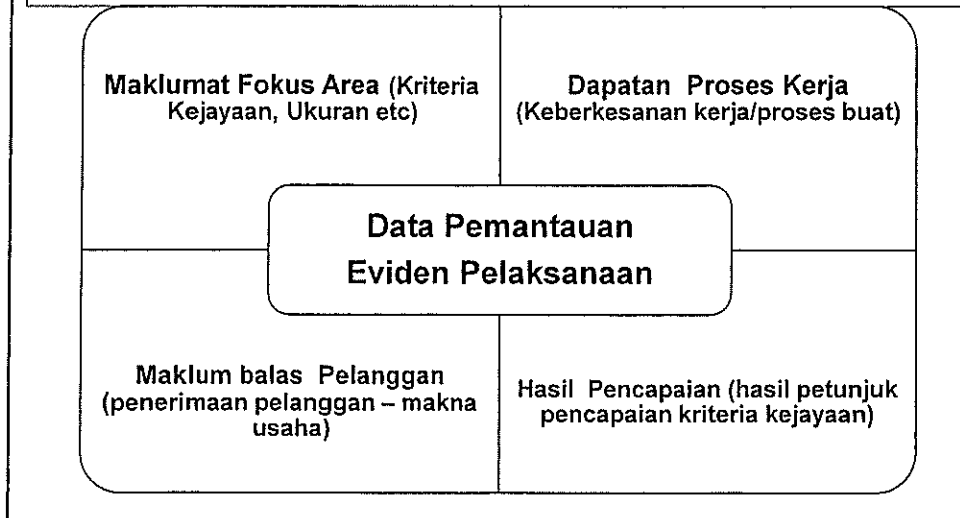 Maklumat Fokus Area (Kriteria
Kejayaan, Ukuran etc)
Dapatan Proses Kerja
(Keberkesanan kerja/proses buat)
Data Pemantauan
Eviden Pelaksanaan
Maklum balas Pelanggan
(penerimaan pelanggan – makna
usaha)
Hasil Pencapaian (hasil petunjuk
pencapaian kriteria kejayaan)